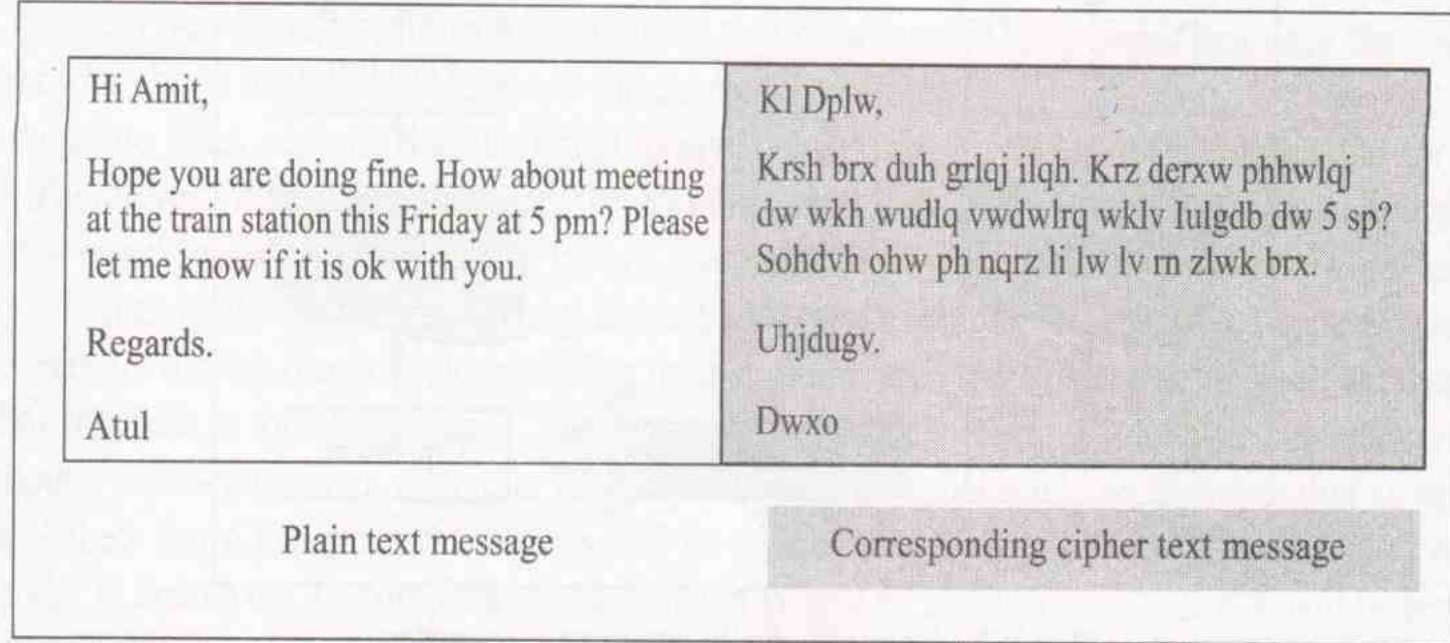 Hi Amit,
Hope you are doing fine. How about meeting
at the train station this Friday at 5 pm? Please
let me know if it is ok with you.
Regards.
Atul
Kl Dplw,
Krsh brx duh grlqj ilqh. Krz derxw phhwlqj
dw wkh wudlq vwdwlrq wklv Iulgdb dw 5 sp?
Sohdvh ohw ph nqrz li lw lv rn zlwk brx.
Uhjdugv.
Dwxo
Plain text message
Corresponding cipher text message